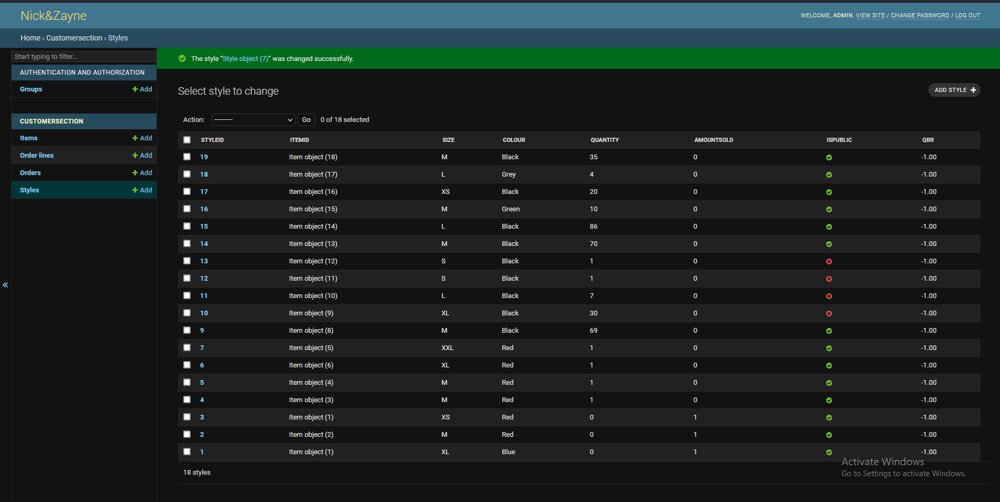 Nick&Zayne
WELCOME, ADMIN. VIEW SITE / CHANGE PASSWORD / LOG OUT
Home › Customersection › Styles
Start typing to filter...
AUTHENTICATION AND AUTHORIZATION
Groups + Add
CUSTOMERSECTION
Items + Add
Order lines + Add
Orders + Add
Styles + Add
«
The style “Style object (7)” was changed successfully.
Select style to change
ADD STYLE +
Action: --------- Go 0 of 18 selected
STYLEID ITEMID SIZE COLOUR QUANTITY AMOUNTSOLD ISPUBLIC QBR
19 Item object (18) M Black 35 0 -1.00
18 Item object (17) L Grey 4 0 -1.00
17 Item object (16) XS Black 20 0 -1.00
16 Item object (15) M Green 10 0 -1.00
15 Item object (14) L Black 86 0 -1.00
14 Item object (13) M Black 70 0 -1.00
13 Item object (12) S Black 1 0 -1.00
12 Item object (11) S Black 1 0 -1.00
11 Item object (10) L Black 7 0 -1.00
10 Item object (9) XL Black 30 0 -1.00
9 Item object (8) M Black 69 0 -1.00
7 Item object (5) XXL Red 1 0 -1.00
6 Item object (6) XL Red 1 0 -1.00
5 Item object (4) M Red 1 0 -1.00
4 Item object (3) M Red 1 0 -1.00
3 Item object (1) XS Red 0 1 -1.00
2 Item object (2) M Red 0 1 -1.00
1 Item object (1) XL Blue 0 1 -1.00
18 styles
Activate Windows
Go to Settings to activate Windows.